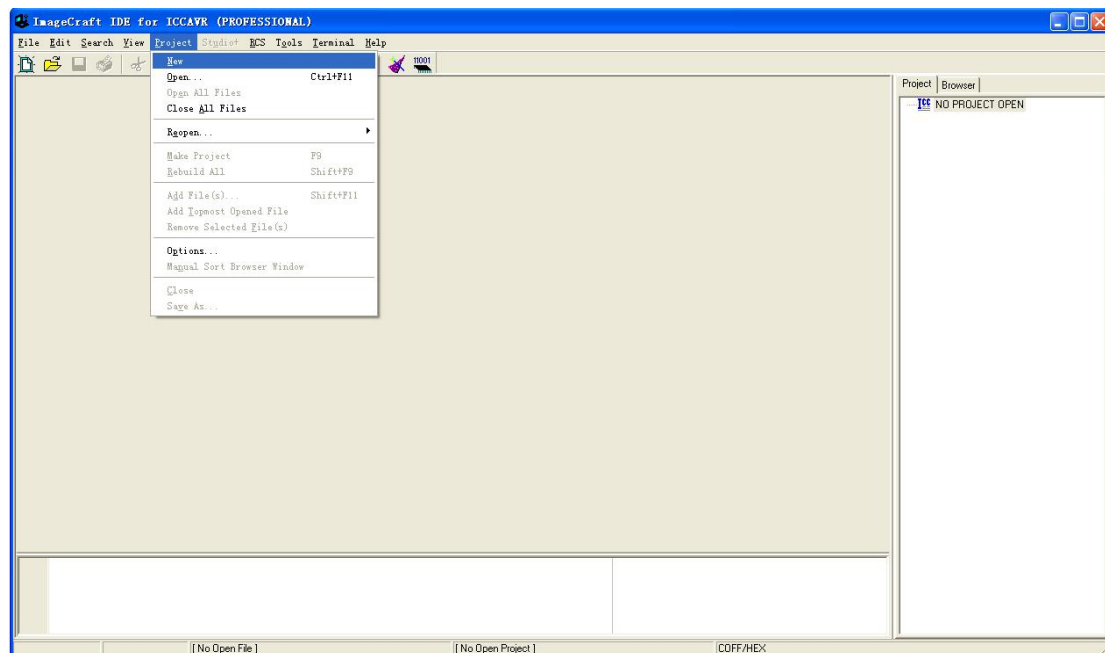 ImageCraft IDE for ICCAVR (PROFESSIONAL)
File Edit Search View Project Studio+ RCS Tools Terminal Help
New
Open... Ctrl+F11
Open All Files
Close All Files
Reopen...
Make Project F9
Rebuild All Shift+F9
Add File(s)... Shift+F11
Add Topmost Opened File
Remove Selected File(s)
Options...
Manual Sort Browser Window
Close
Save As...
11001
Project Browser
Icc NO PROJECT OPEN
[ No Open File ] [ No Open Project ] COFF/HEX